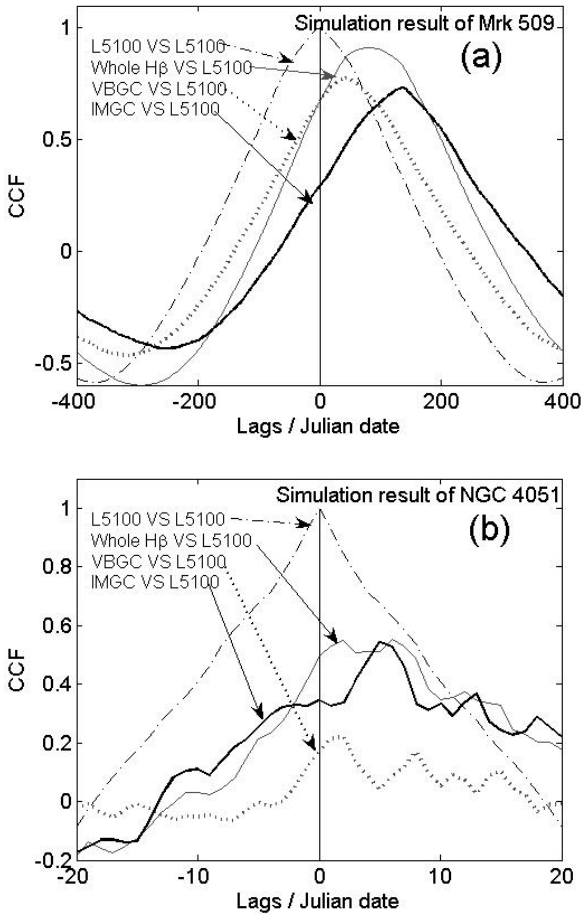 Simulation result of Mrk 509
(a)
L5100 VS L5100
Whole Hβ VS L5100
VBGC VS L5100
IMGC VS L5100
1
0.5
0
-0.5
CCF
-400
-200
0
200
400
Lags / Julian date
Simulation result of NGC 4051
(b)
L5100 VS L5100
Whole Hβ VS L5100
VBGC VS L5100
IMGC VS L5100
1
0.8
0.6
0.4
0.2
0
-0.2
CCF
-20
-10
0
10
20
Lags / Julian date